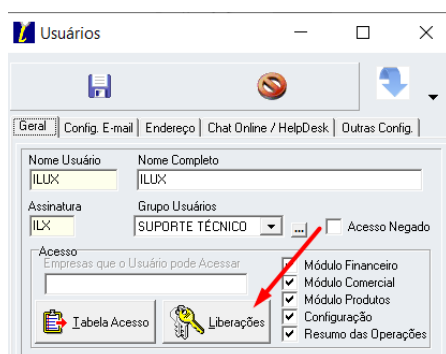 Usuários
Geral Config. E-mail Endereço Chat Online / HelpDesk Outras Config.
Nome Usuário Nome Completo
ILUX ILUX
Assinatura Grupo Usuários
ILX SUPORTE TÉCNICO ... Acesso Negado
Acesso
Empresas que o Usuário pode Acessar
Módulo Financeiro
Módulo Comercial
Módulo Produtos
Tabela Acesso Liberações
Configuração
Resumo das Operações